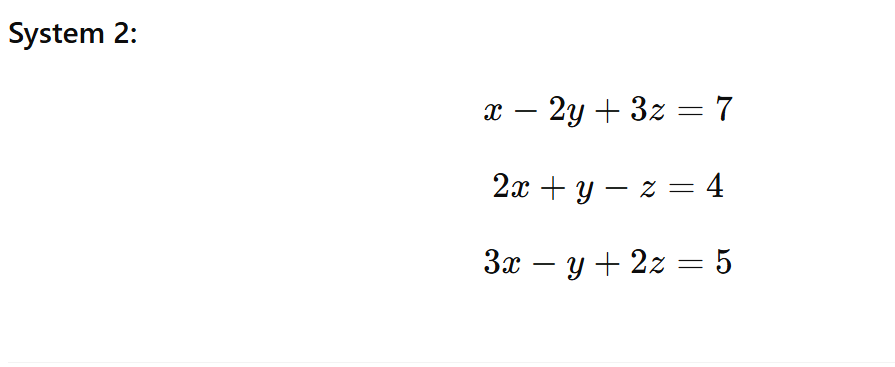 System 2:
x − 2y + 3z = 7
2x + y − z = 4
3x − y + 2z = 5